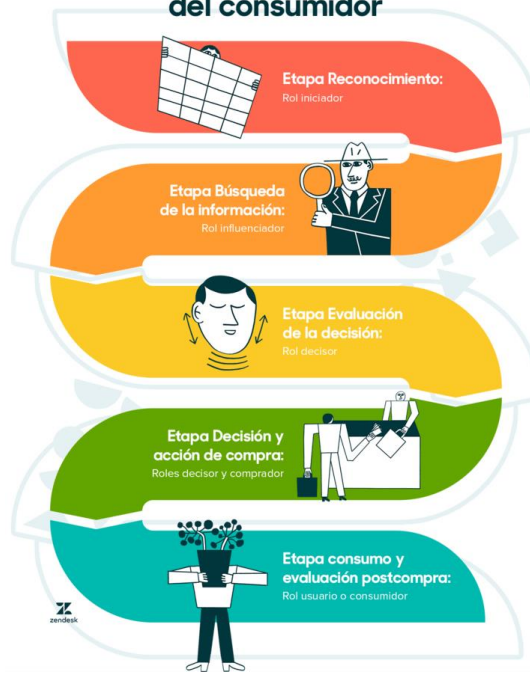 del consumidor
Etapa Reconocimiento:
Rol iniciador
Etapa Búsqueda
de la información:
Rol influenciador
Etapa Evaluación
de la decisión:
Rol decisor
Etapa Decisión y
acción de compra:
Roles decisor y comprador
Etapa consumo y
evaluación postcompra:
Rol usuario o consumidor
zendesk